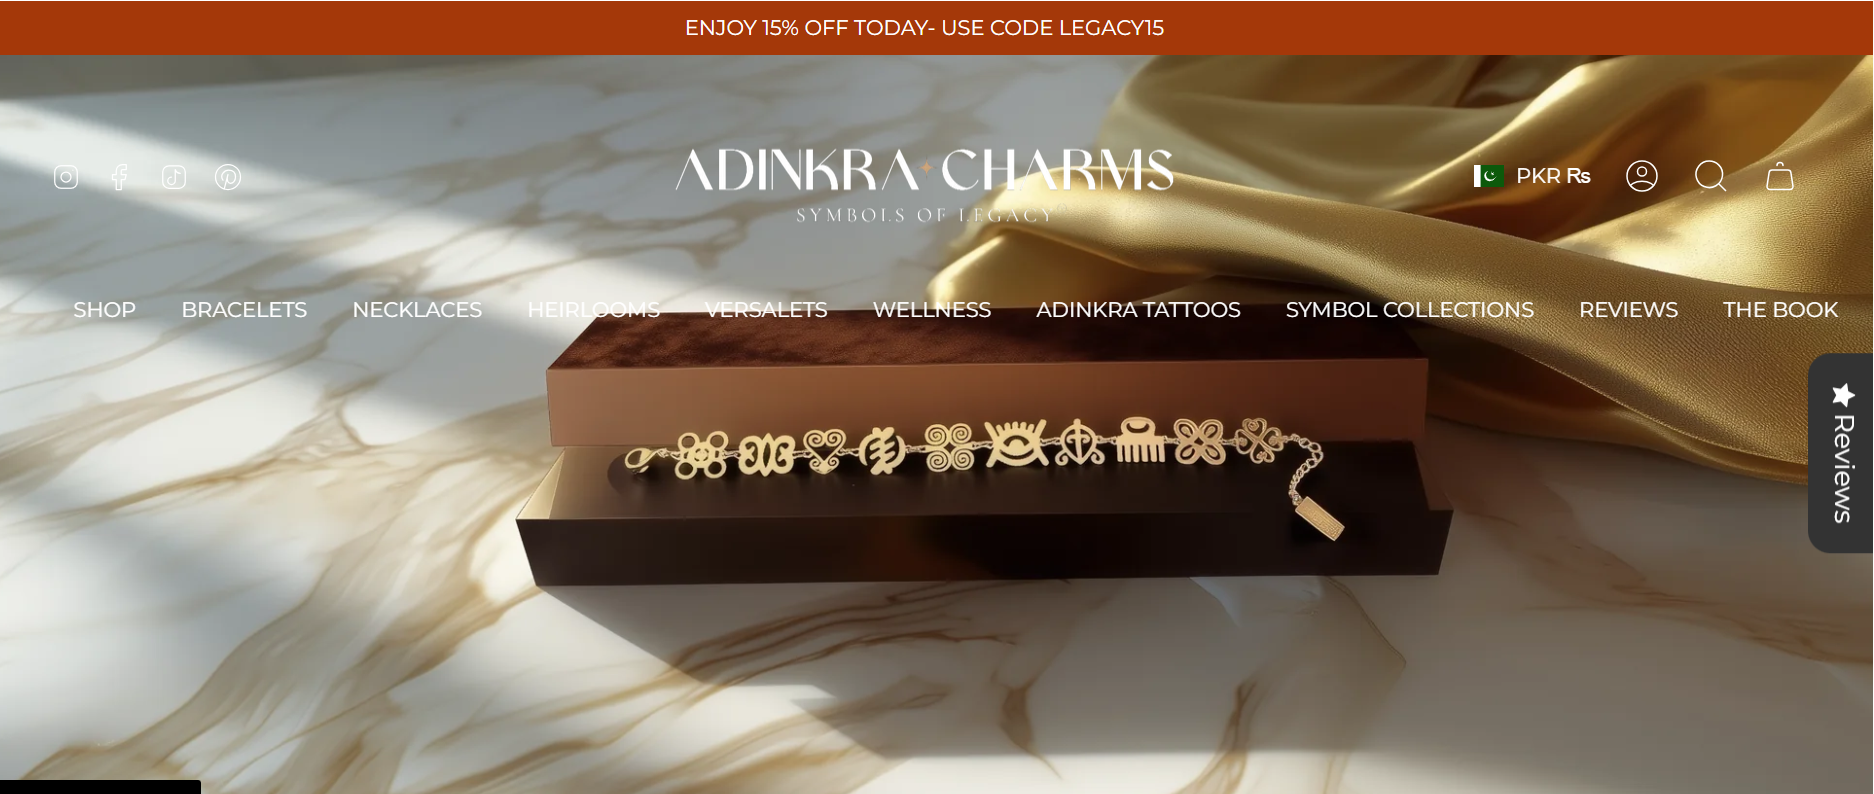 ENJOY 15% OFF TODAY- USE CODE LEGACY15
ADINKRA CHARMS
SYMBOLS OF LEGACY
PKR ₨
SHOP BRACELETS NECKLACES HEIRLOOMS VERSALETS WELLNESS ADINKRA TATTOOS SYMBOL COLLECTIONS REVIEWS THE BOOK
Reviews